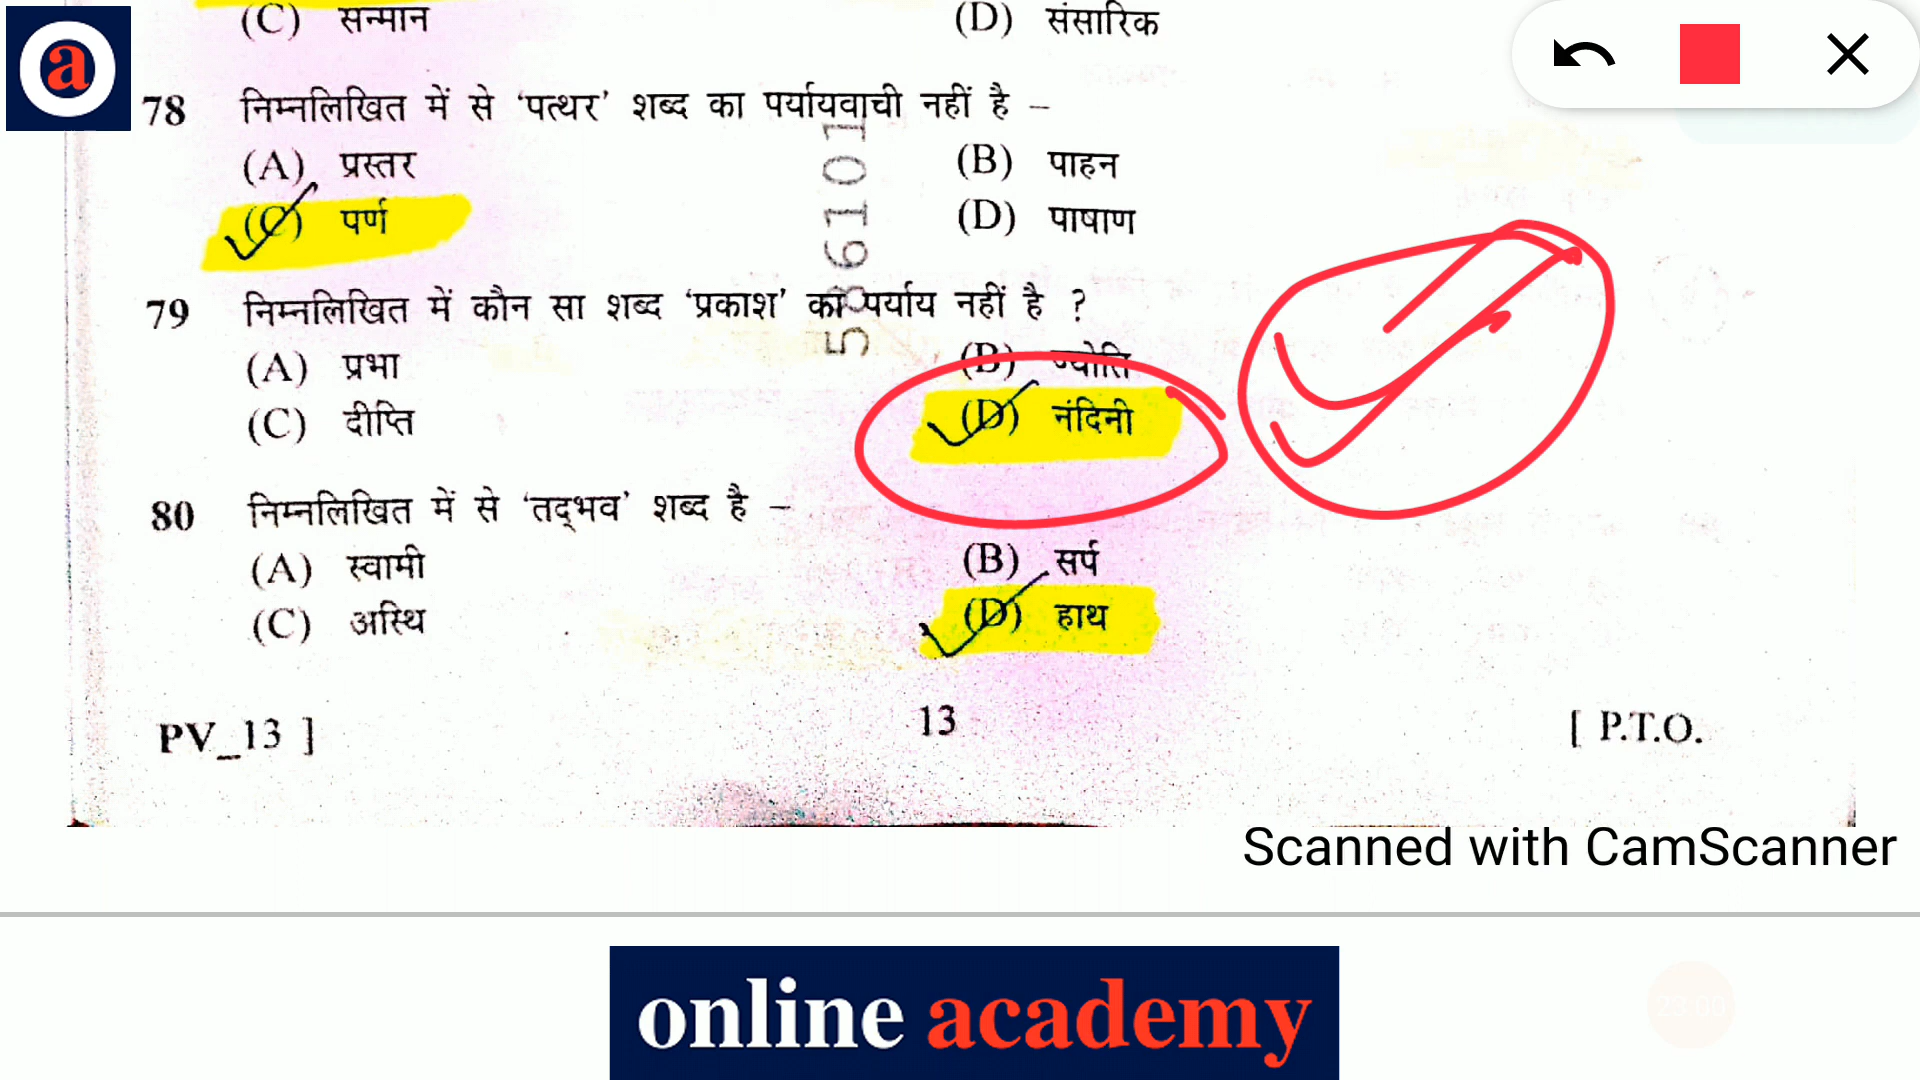 a
(C) सन्मान (D) संसारिक
78 निम्नलिखित में से ‘पत्थर’ शब्द का पर्यायवाची नहीं है –
(A) प्रस्तर (B) पाहन
(C) पर्ण (D) पाषाण
79 निम्नलिखित में कौन सा शब्द ‘प्रकाश’ का पर्याय नहीं है ?
(A) प्रभा (B) ज्योति
(C) दीप्ति (D) नंदिनी
80 निम्नलिखित में से ‘तद्भव’ शब्द है –
(A) स्वामी (B) सर्प
(C) अस्थि (D) हाथ
PV_13 ] 13 [ P.T.O.
Scanned with CamScanner
online academy